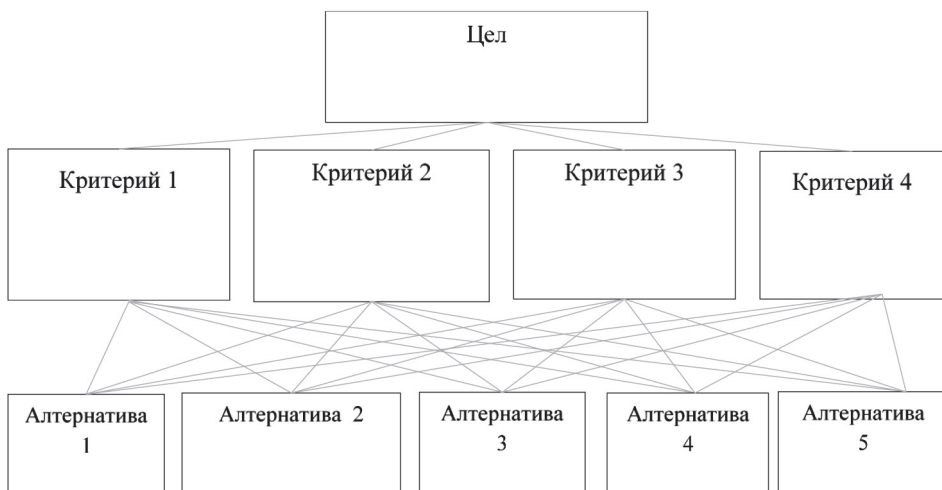 Цел
Критерий 1
Критерий 2
Критерий 3
Критерий 4
Алтернатива
1
Алтернатива 2
Алтернатива
3
Алтернатива
4
Алтернатива
5